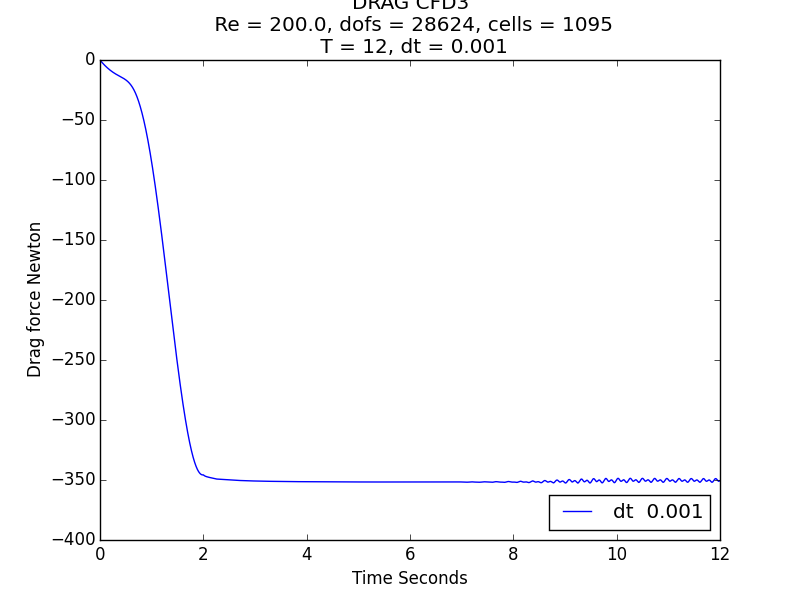 DRAG CFD3
Re = 200.0, dofs = 28624, cells = 1095
T = 12, dt = 0.001
0
−50
−100
−150
−200
−250
−300
−350
−400
Drag force Newton
dt 0.001
0 2 4 6 8 10 12
Time Seconds